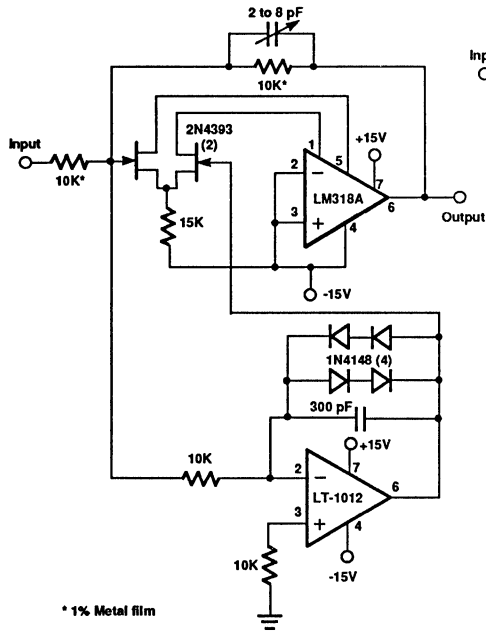 2 to 8 pF
10K*
Inp
2N4393
(2)
Input
10K*
1
5
+15V
2
−
7
LM318A
6
3
+
4
Output
15K
-15V
1N4148 (4)
300 pF
+15V
10K
2
−
7
6
LT-1012
3
+
4
10K
-15V
* 1% Metal film